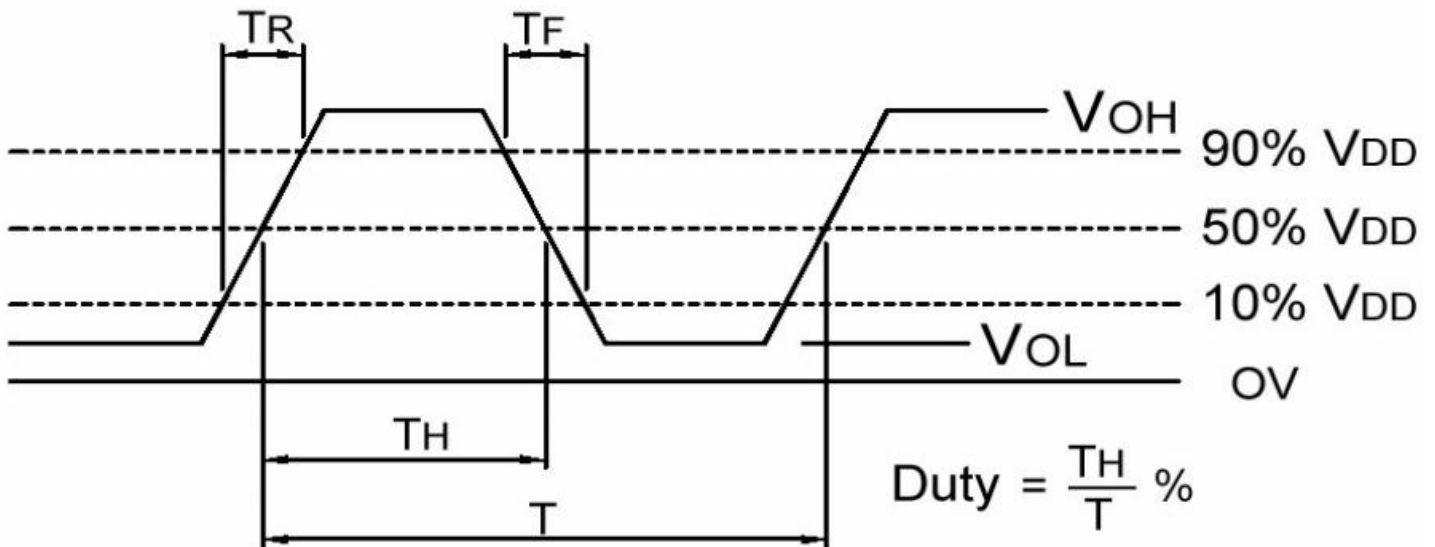 TR
TF
VOH
90% VDD
50% VDD
10% VDD
VOL
OV
TH
Duty = TH/T %
T